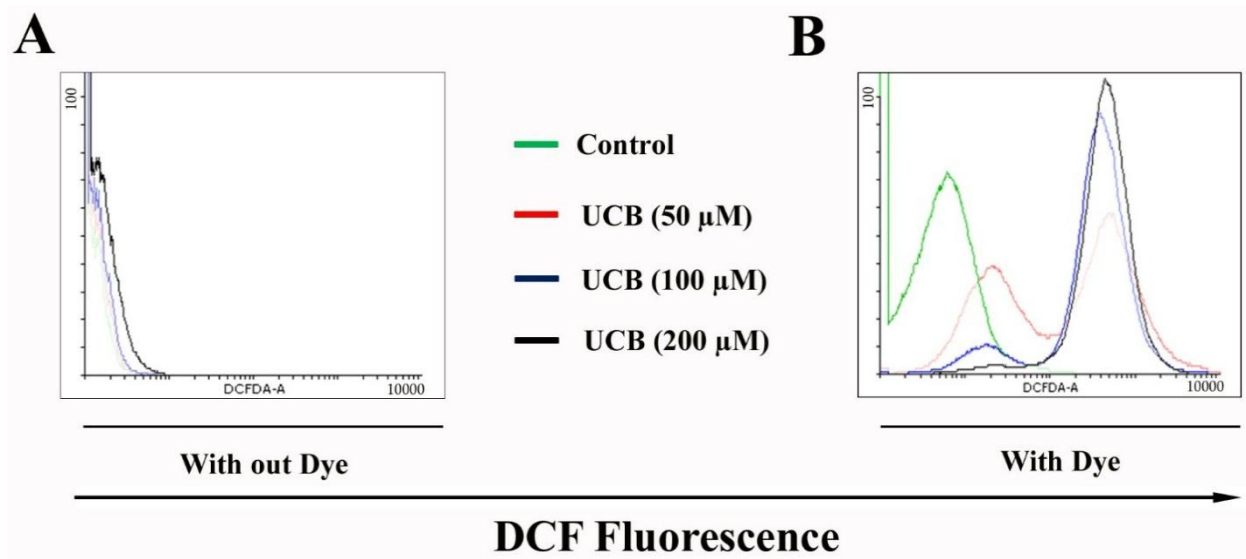 A
B
100
DCFDA-A
10000
Control
UCB (50 µM)
UCB (100 µM)
UCB (200 µM)
100
DCFDA-A
10000
With out Dye
With Dye
DCF Fluorescence